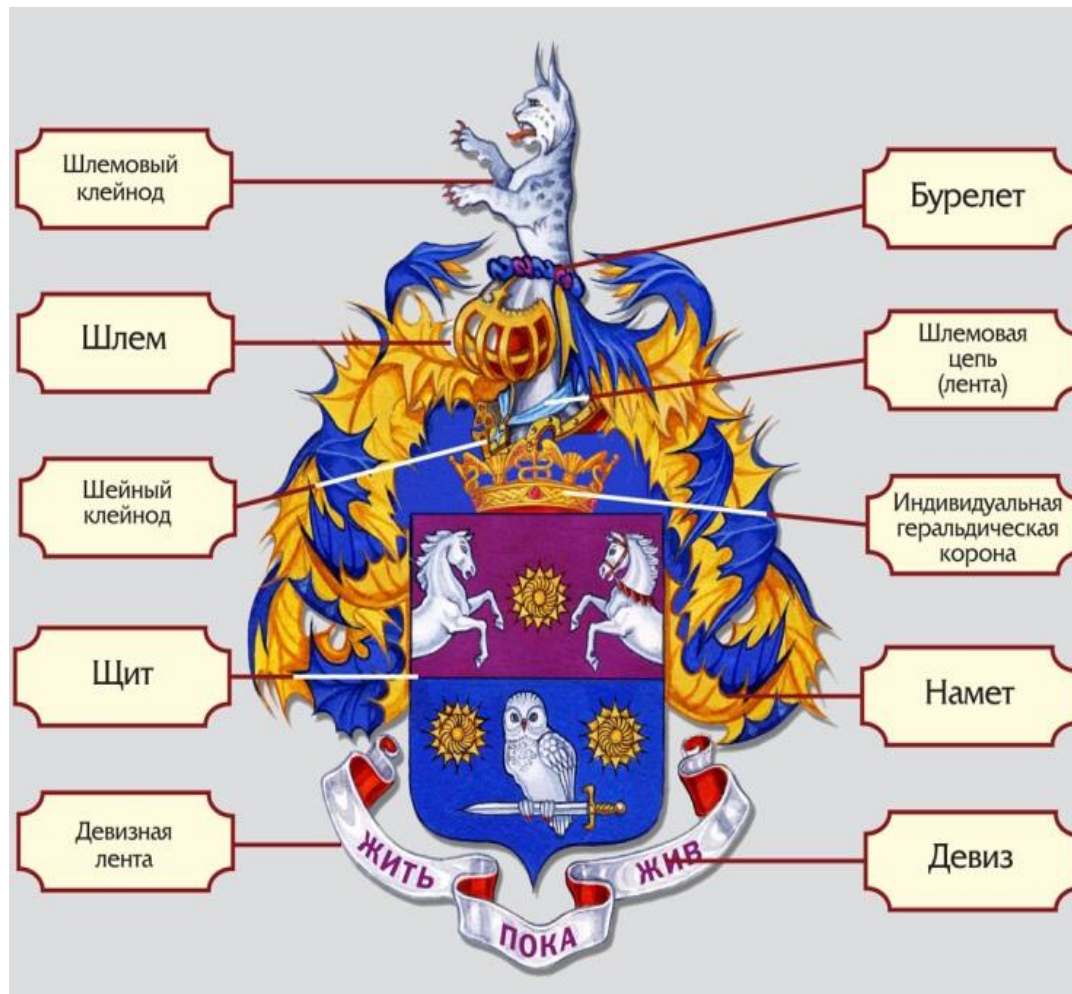 Шлемовый
клейнод
Бурелет
Шлем
Шлемовая
цепь
(лента)
Шейный
клейнод
Индивидуальная
геральдическая
корона
Щит
Намет
Девизная
лента
Девиз
ЖИТЬ
ПОКА
ЖИВ